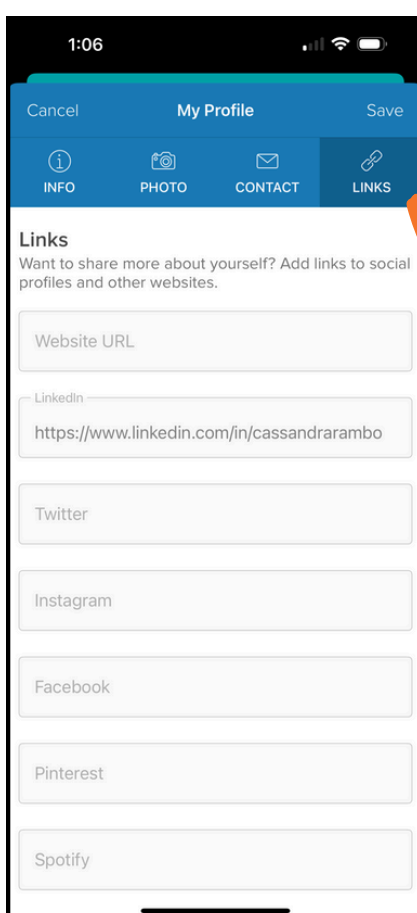 1:06
Cancel My Profile Save
INFO PHOTO CONTACT LINKS
Links
Want to share more about yourself? Add links to social
profiles and other websites.
Website URL
LinkedIn
https://www.linkedin.com/in/cassandrarambo
Twitter
Instagram
Facebook
Pinterest
Spotify